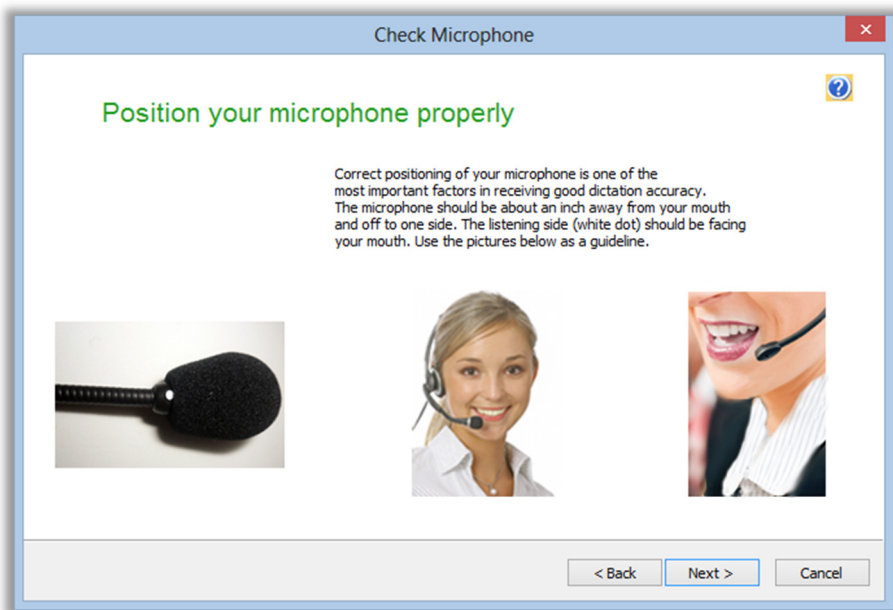 Check Microphone
Position your microphone properly
Correct positioning of your microphone is one of the
most important factors in receiving good dictation accuracy.
The microphone should be about an inch away from your mouth
and off to one side. The listening side (white dot) should be facing
your mouth. Use the pictures below as a guideline.
< Back
Next >
Cancel